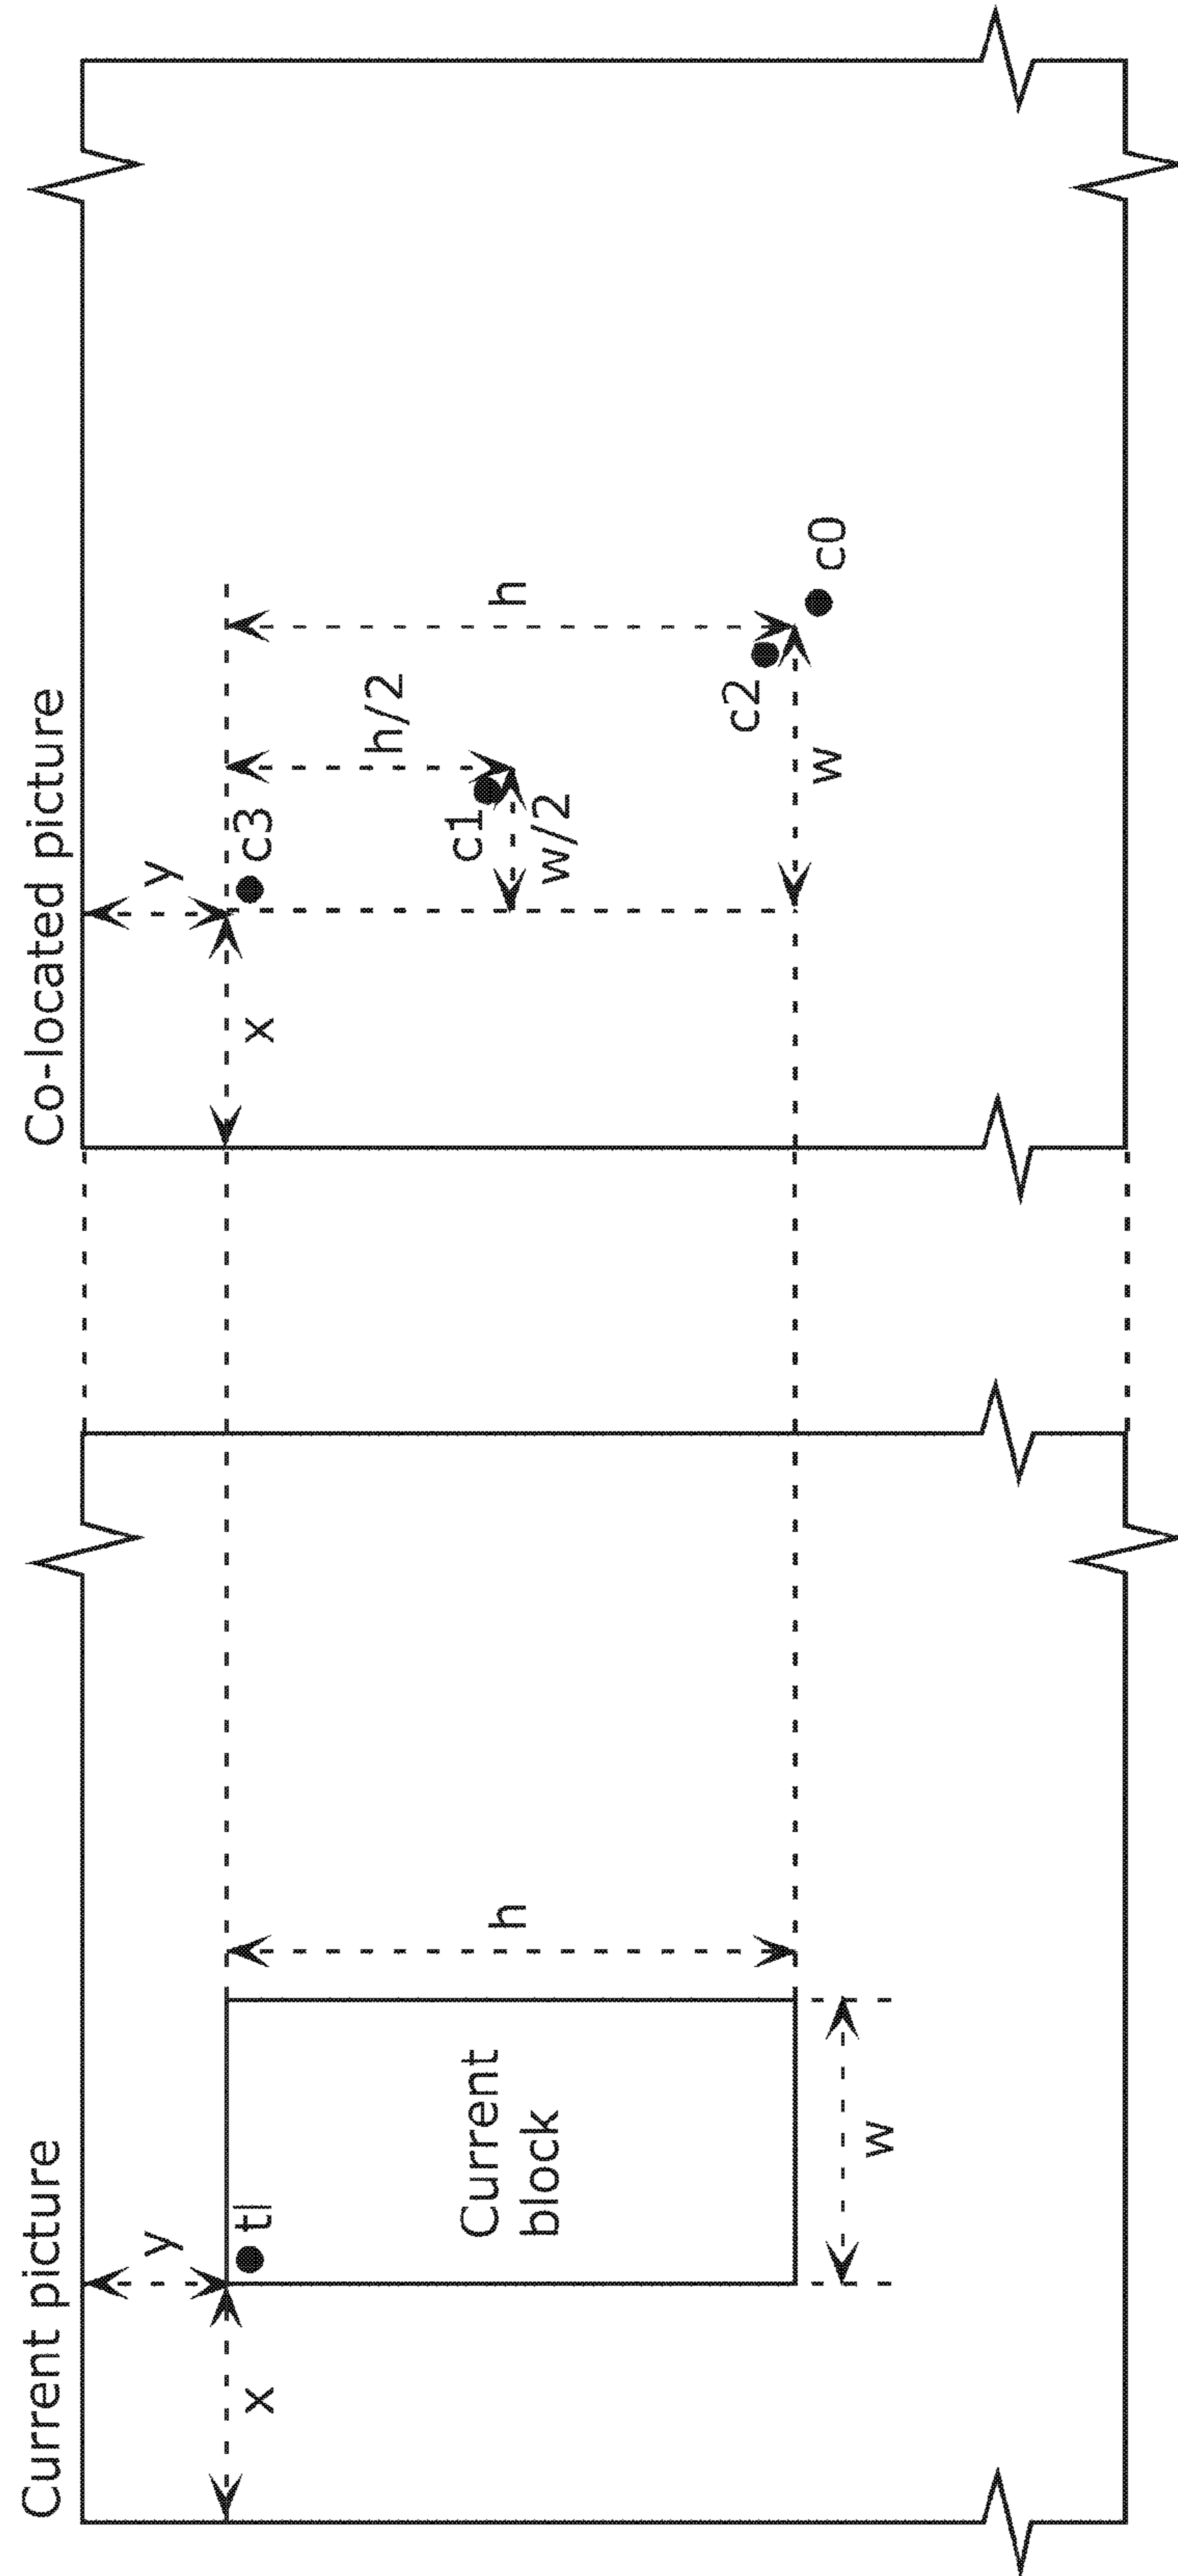 Current picture
y
x
tl
Current
block
h
w
Co-located picture
y
x
c3
h/2
h
c1
w/2
c2
w
c0